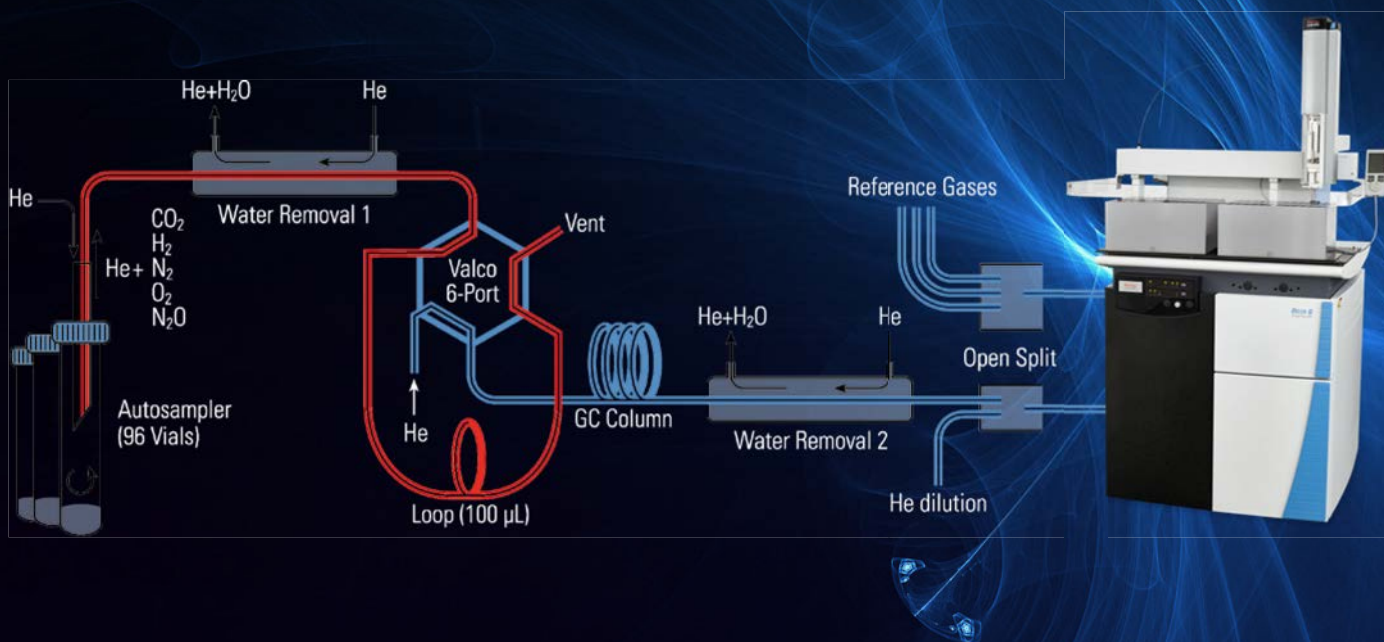 He+H₂O
He
He
CO₂
H₂
He+ N₂
O₂
N₂O
Water Removal 1
Autosampler
(96 Vials)
Valco
6-Port
Vent
He
Loop (100 µL)
GC Column
He+H₂O
He
Water Removal 2
Reference Gases
Open Split
He dilution